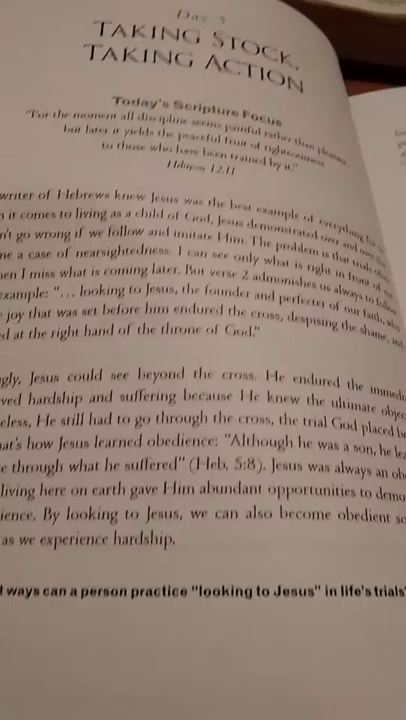 Day 5
TAKING STOCK,
TAKING ACTION
Today's Scripture Focus
"For the moment all discipline seems painful rather than pleasant
but later it yields the peaceful fruit of righteousness
to those who have been trained by it."
Hebrews 12:11
writer of Hebrews knew Jesus was the best example of everything
it comes to living as a child of God, Jesus demonstrated over and over
n't go wrong if we follow and imitate Him. The problem is that trials
me a case of nearsightedness. I can see only what is right in front of
en I miss what is coming later. But verse 2 admonishes us always to follow
example: "... looking to Jesus, the founder and perfecter of our faith, who
joy that was set before him endured the cross, despising the shame, and
d at the right hand of the throne of God."
gly, Jesus could see beyond the cross. He endured the immedi
ved hardship and suffering because He knew the ultimate objec
eless, He still had to go through the cross, the trial God placed
at's how Jesus learned obedience: "Although he was a son, he lea
e through what he suffered" (Heb. 5:8). Jesus was always an ob
living here on earth gave Him abundant opportunities to demo
ience. By looking to Jesus, we can also become obedient
as we experience hardship.
ways can a person practice "looking to Jesus" in life's trials